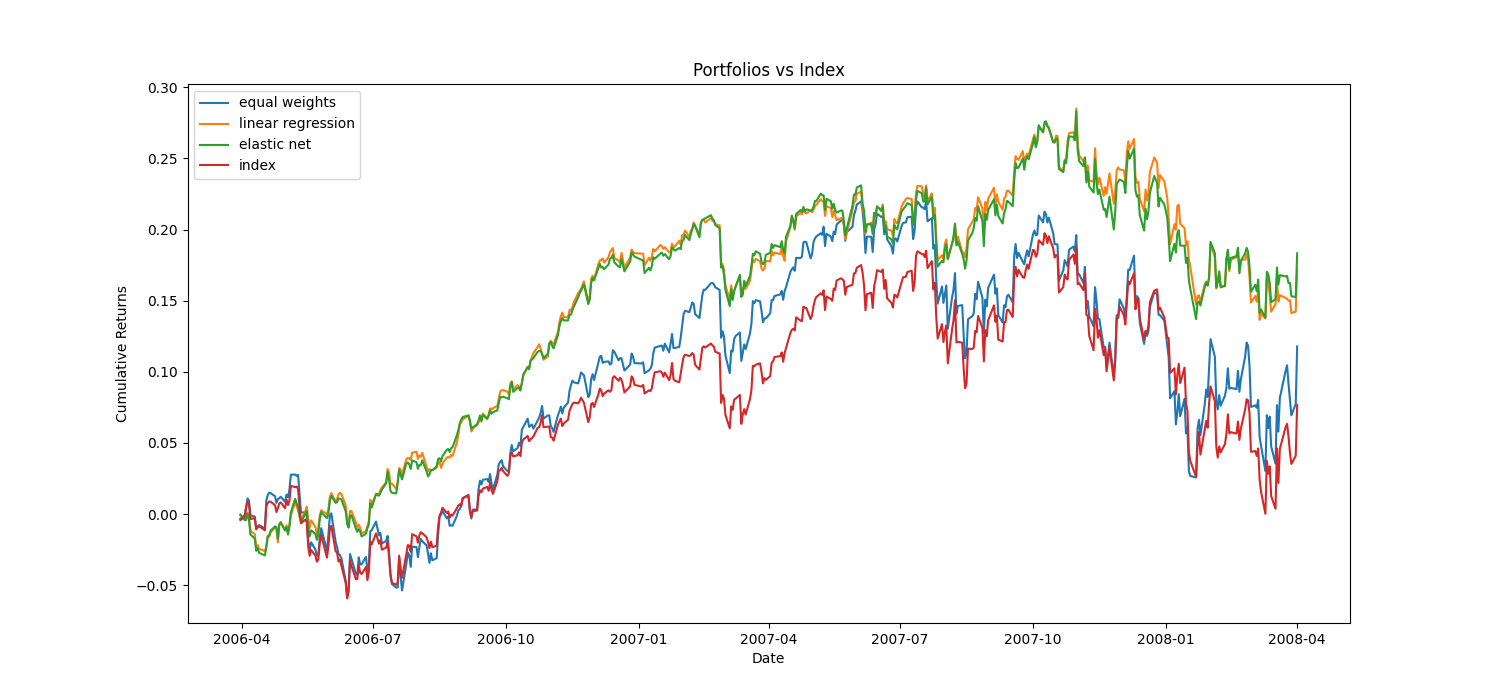 Portfolios vs Index
equal weights
linear regression
elastic net
index
Cumulative Returns
0.30
0.25
0.20
0.15
0.10
0.05
0.00
−0.05
2006-04 2006-07 2006-10 2007-01 2007-04 2007-07 2007-10 2008-01 2008-04
Date